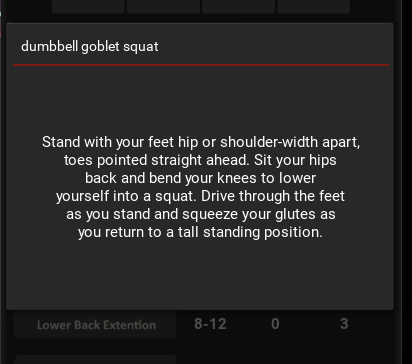 dumbbell goblet squat
Stand with your feet hip or shoulder-width apart,
toes pointed straight ahead. Sit your hips
back and bend your knees to lower
yourself into a squat. Drive through the feet
as you stand and squeeze your glutes as
you return to a tall standing position.
Lower Back Extention 8-12 0 3